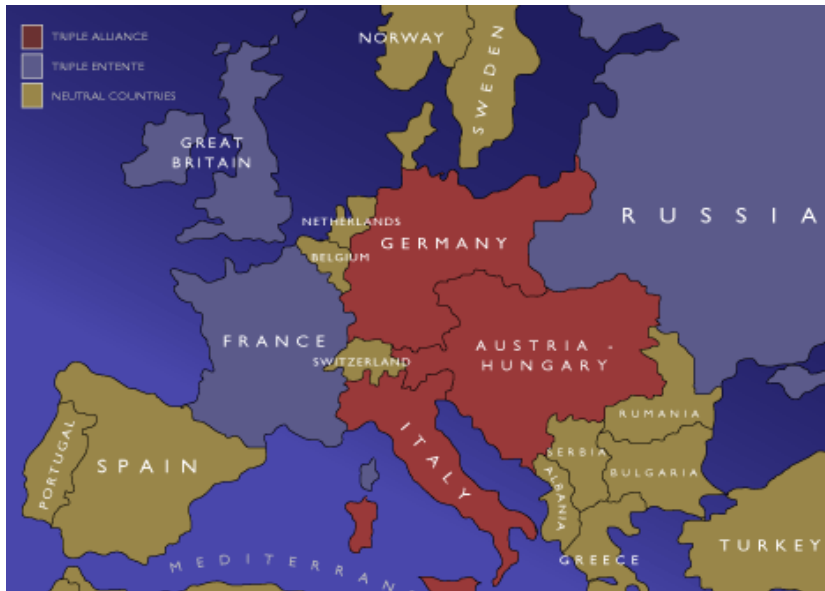 TRIPLE ALLIANCE
TRIPLE ENTENTE
NEUTRAL COUNTRIES
NORWAY
SWEDEN
GREAT
BRITAIN
RUSSIA
NETHERLANDS
GERMANY
BELGIUM
FRANCE
AUSTRIA -
HUNGARY
SWITZERLAND
RUMANIA
ITALY
SERBIA
PORTUGAL
SPAIN
BULGARIA
ALBANIA
TURKEY
GREECE
MEDITERRAN